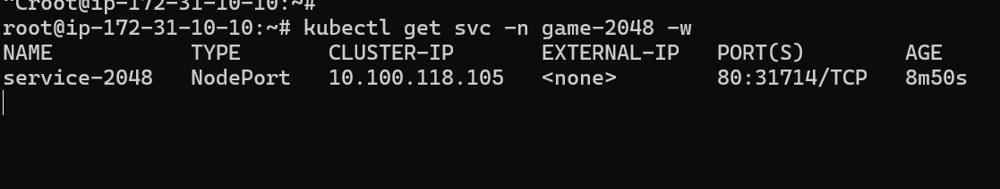 ^Croot@ip-172-31-10-10:~#
root@ip-172-31-10-10:~# kubectl get svc -n game-2048 -w
NAME           TYPE       CLUSTER-IP       EXTERNAL-IP   PORT(S)        AGE
service-2048   NodePort   10.100.118.105   <none>        80:31714/TCP   8m50s